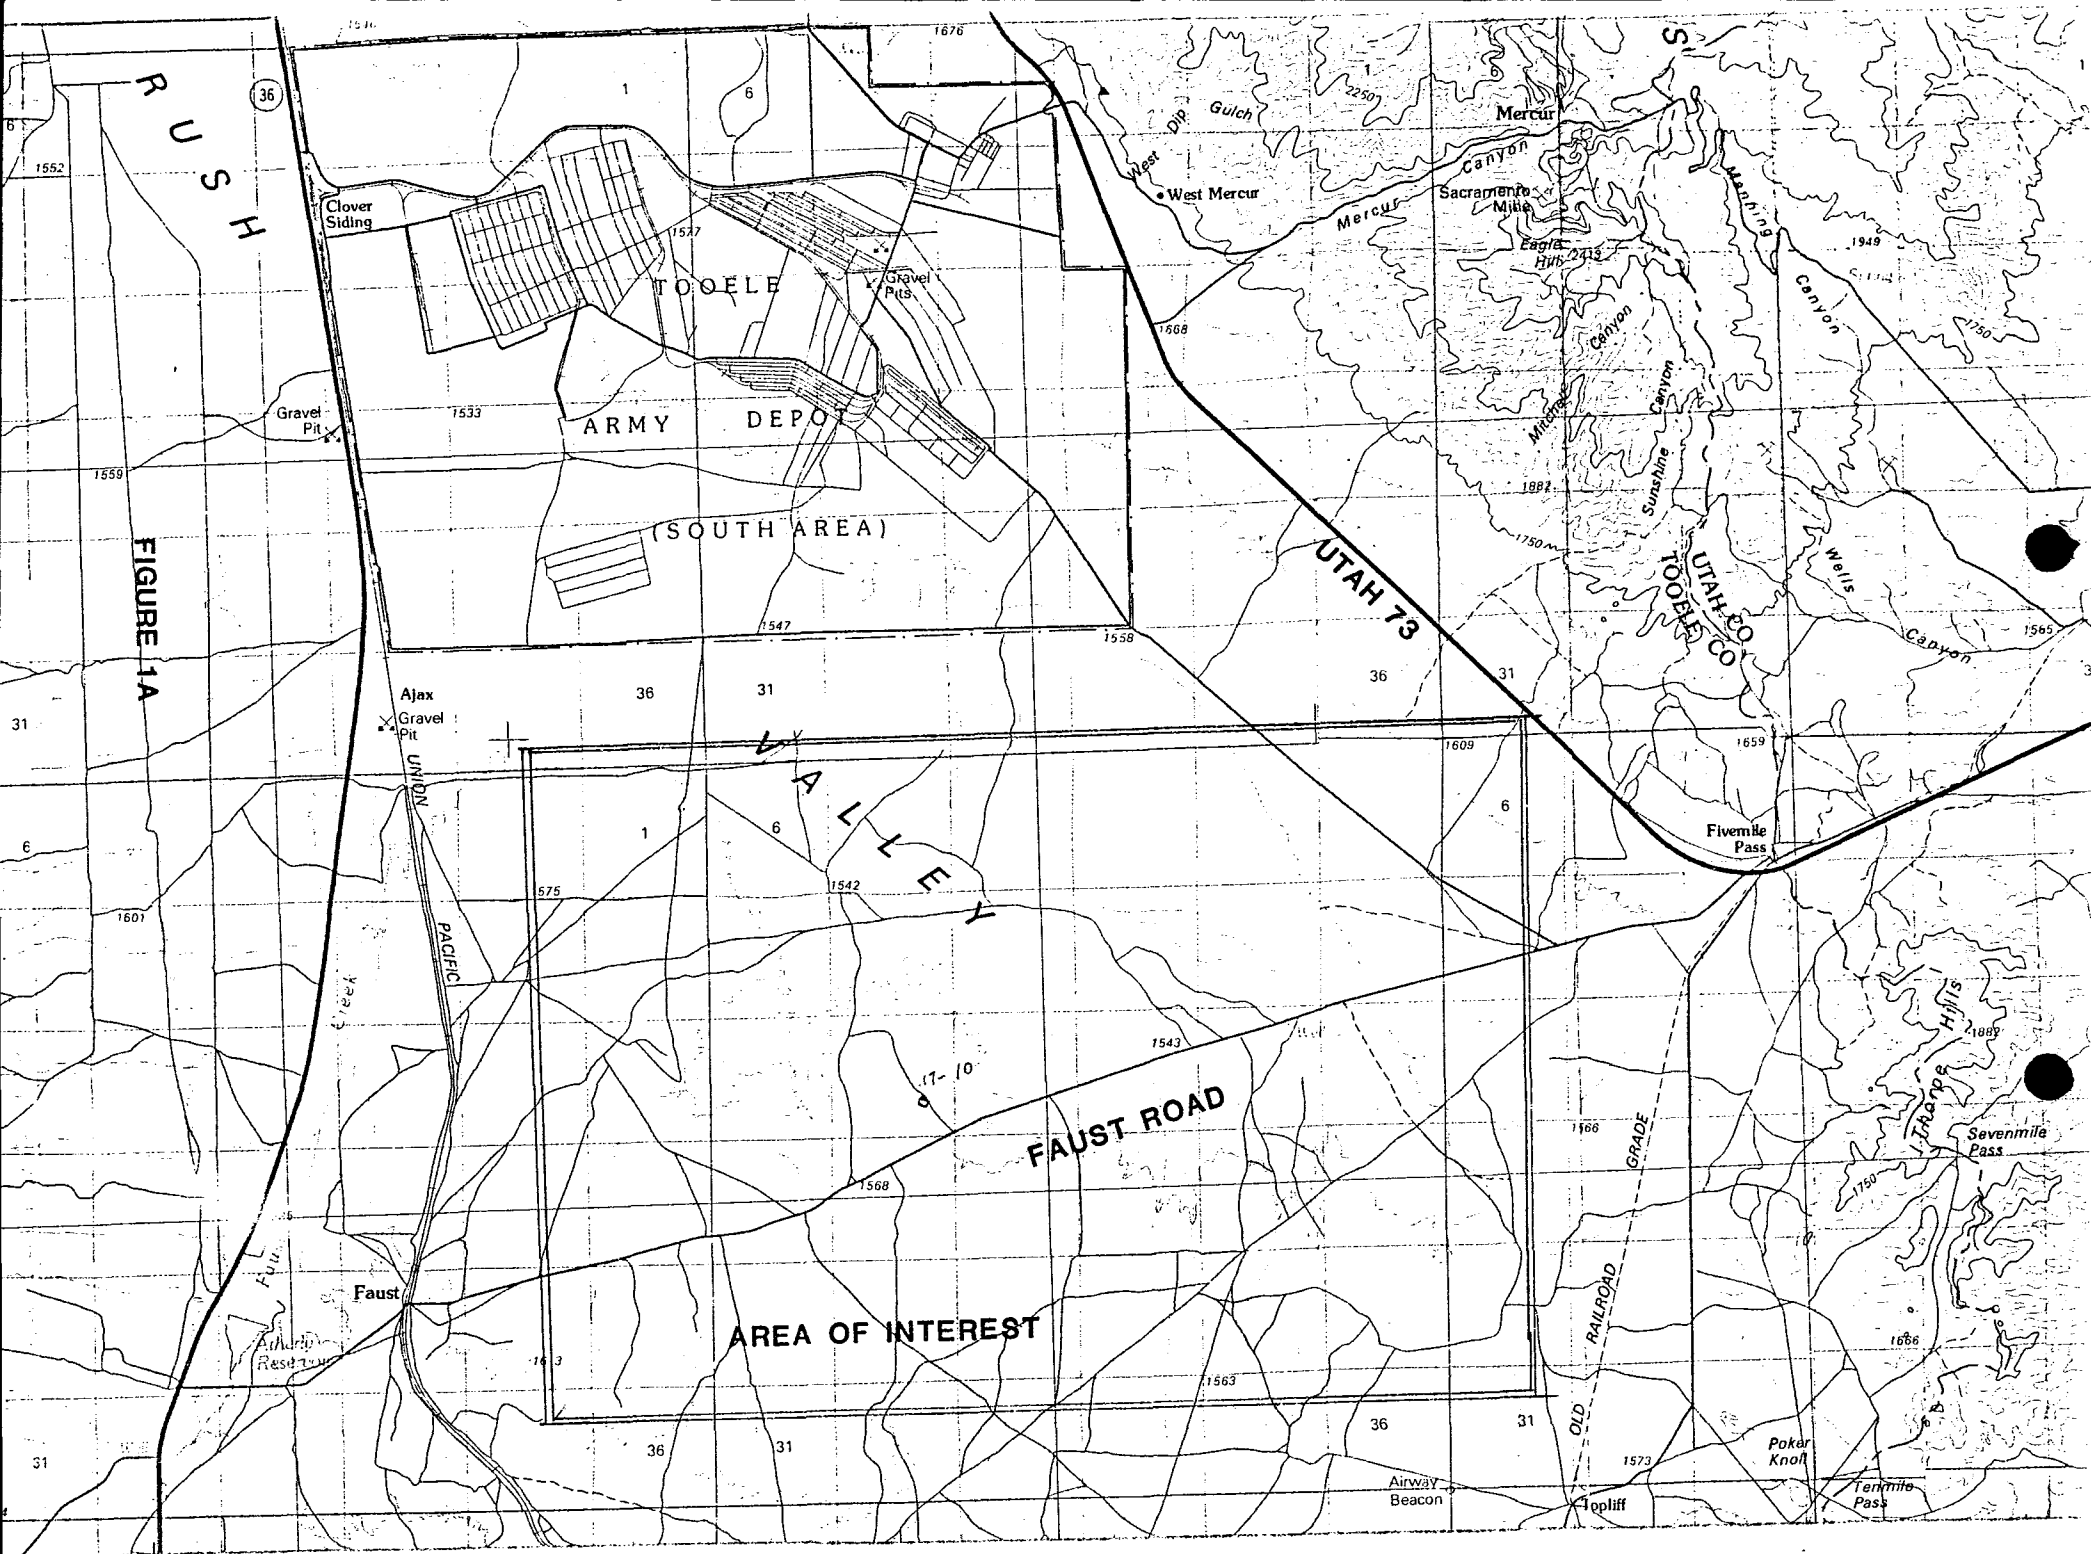 1676
S
R
U
S
H
36
1
6
1
2250
6
West Dip Gulch
Mercur
1552
Mercur Canyon
Manning Canyon
West Mercur
Sacramento
Clover
Siding
1577
Eagle
Hill
1949
TOOELE
Gravel
Pits
1668
Canyon
1750
Gravel
Pit
1533
ARMY DEPOT
Sunshine Canyon
1559
1882
(SOUTH AREA)
1750
UTAH 73
FIGURE 1A
UTAH CO
TOOELE CO
Wells Canyon
1547
1558
1565
36
31
36
31
31
Ajax
Gravel
Pit
VALLEY
1609
1659
UNION PACIFIC
1
6
6
6
Fivemile
Pass
575
1542
1601
Creek
Thorpe Hills
1882
1543
17-10
FAUST ROAD
1566
Sevenmile
Pass
1568
1750
OLD RAILROAD GRADE
Faust
AREA OF INTEREST
1666
1563
36
31
36
31
31
Poker
Knoll
1573
Airway
Beacon
Topliff
Tenmile
Pass